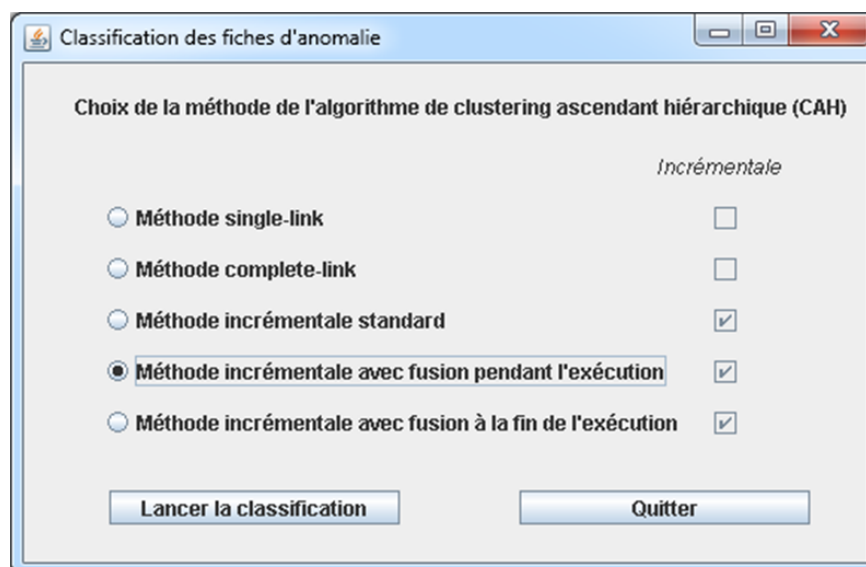 Classification des fiches d'anomalie
Choix de la méthode de l'algorithme de clustering ascendant hiérarchique (CAH)
Incrémentale
Méthode single-link
Méthode complete-link
Méthode incrémentale standard
Méthode incrémentale avec fusion pendant l'exécution
Méthode incrémentale avec fusion à la fin de l'exécution
Lancer la classification
Quitter